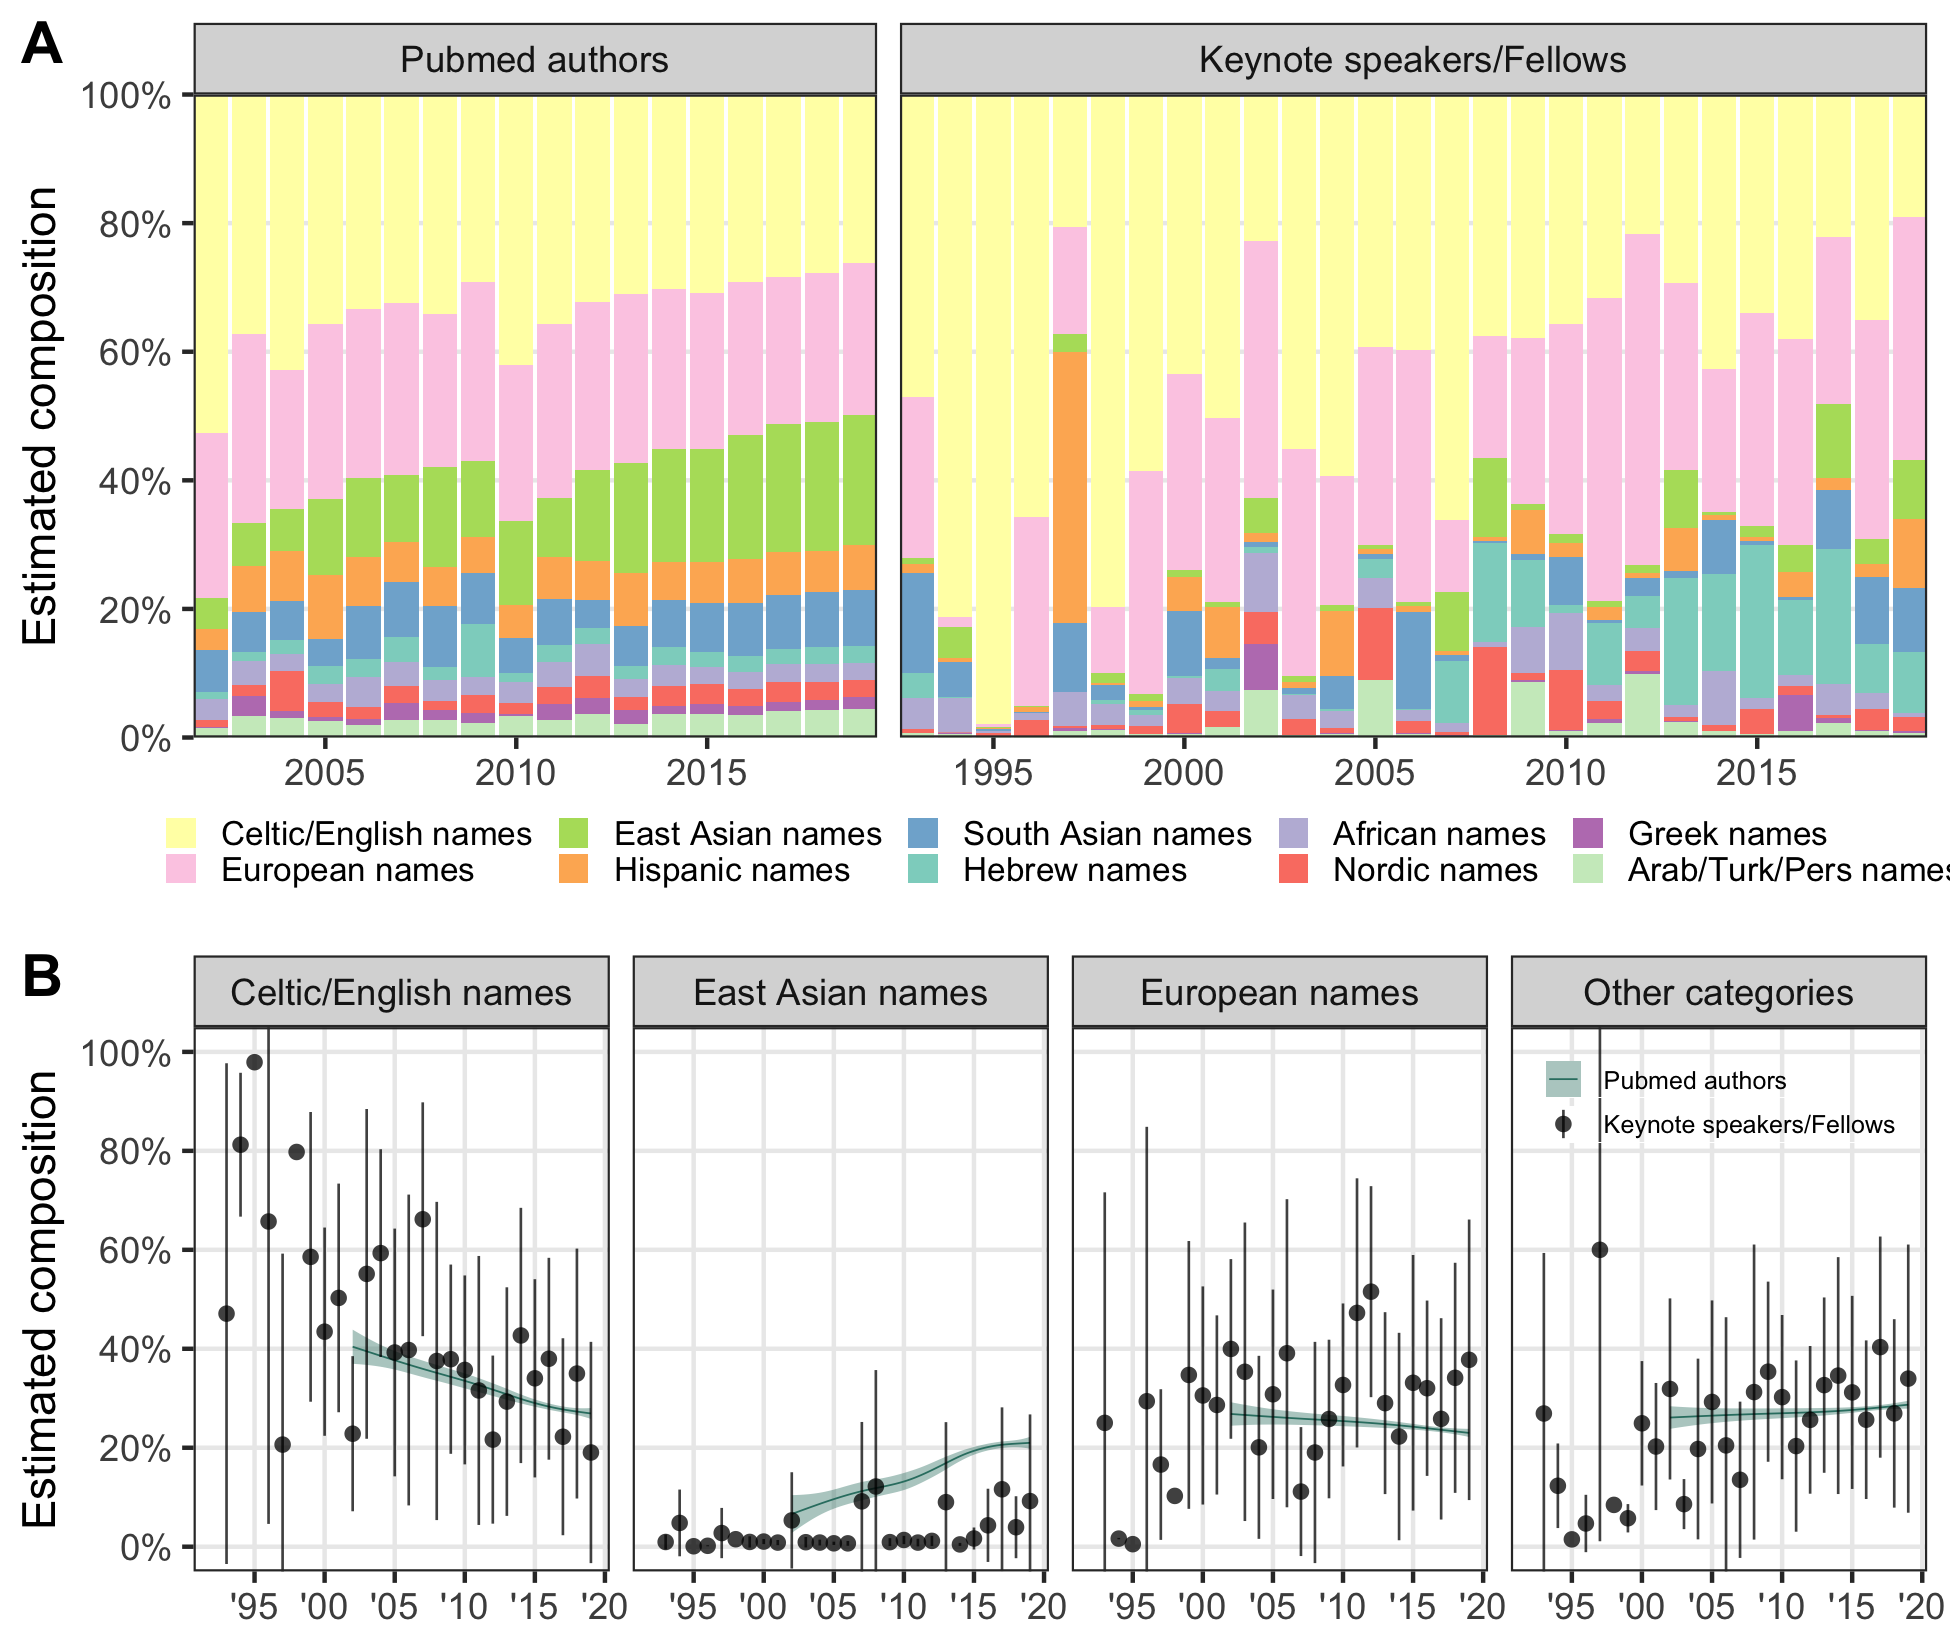 A
Pubmed authors
Keynote speakers/Fellows
Estimated composition
100%
80%
60%
40%
20%
0%
2005 2010 2015
1995 2000 2005 2010 2015
Celtic/English names East Asian names South Asian names African names Greek names
European names Hispanic names Hebrew names Nordic names Arab/Turk/Pers names
B
Celtic/English names
East Asian names
European names
Other categories
Estimated composition
100%
80%
60%
40%
20%
0%
Pubmed authors
Keynote speakers/Fellows
'95 '00 '05 '10 '15 '20
'95 '00 '05 '10 '15 '20
'95 '00 '05 '10 '15 '20
'95 '00 '05 '10 '15 '20